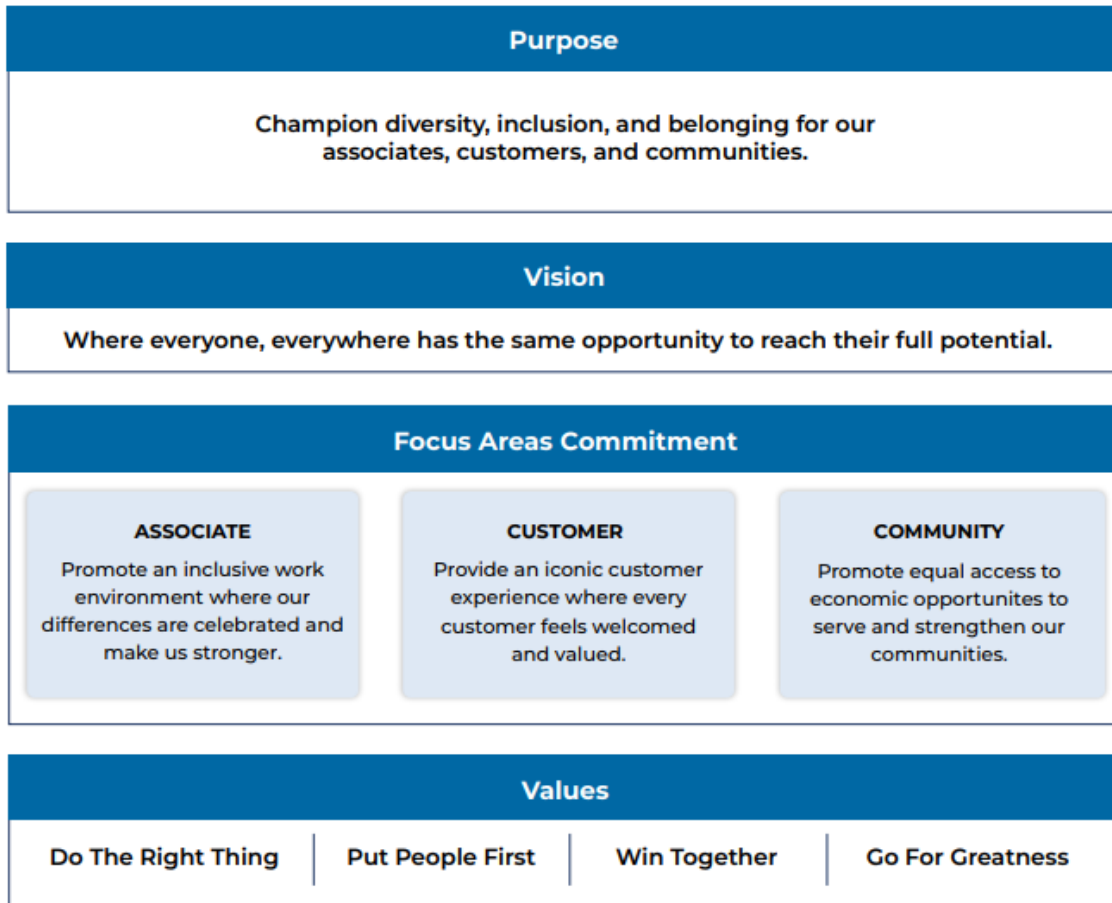 Purpose
Champion diversity, inclusion, and belonging for our
associates, customers, and communities.
Vision
Where everyone, everywhere has the same opportunity to reach their full potential.
Focus Areas Commitment
ASSOCIATE
Promote an inclusive work
environment where our
differences are celebrated and
make us stronger.
CUSTOMER
Provide an iconic customer
experience where every
customer feels welcomed
and valued.
COMMUNITY
Promote equal access to
economic opportunites to
serve and strengthen our
communities.
Values
Do The Right Thing
Put People First
Win Together
Go For Greatness